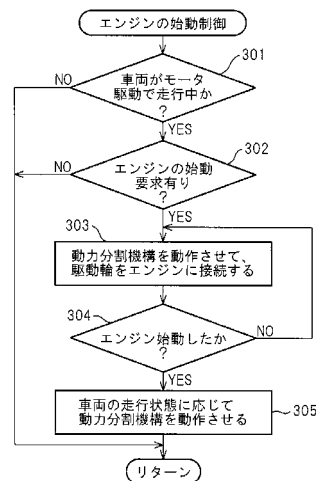 エンジンの始動制御
301
車両がモータ
駆動で走行中か
?
NO
YES
302
エンジンの始動
要求有り
?
NO
YES
303
動力分割機構を動作させて、
駆動輪をエンジンに接続する
304
エンジン始動したか
?
NO
YES
車両の走行状態に応じて
動力分割機構を動作させる
305
リターン